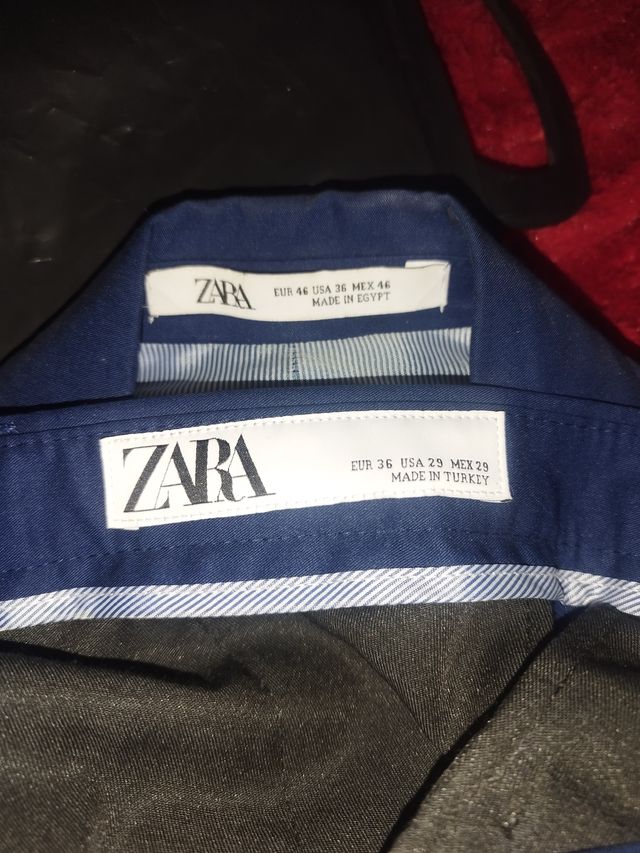 ZARA
EUR 46 USA 36 MEX 46
MADE IN EGYPT
ZARA
EUR 36 USA 29 MEX 29
MADE IN TURKEY